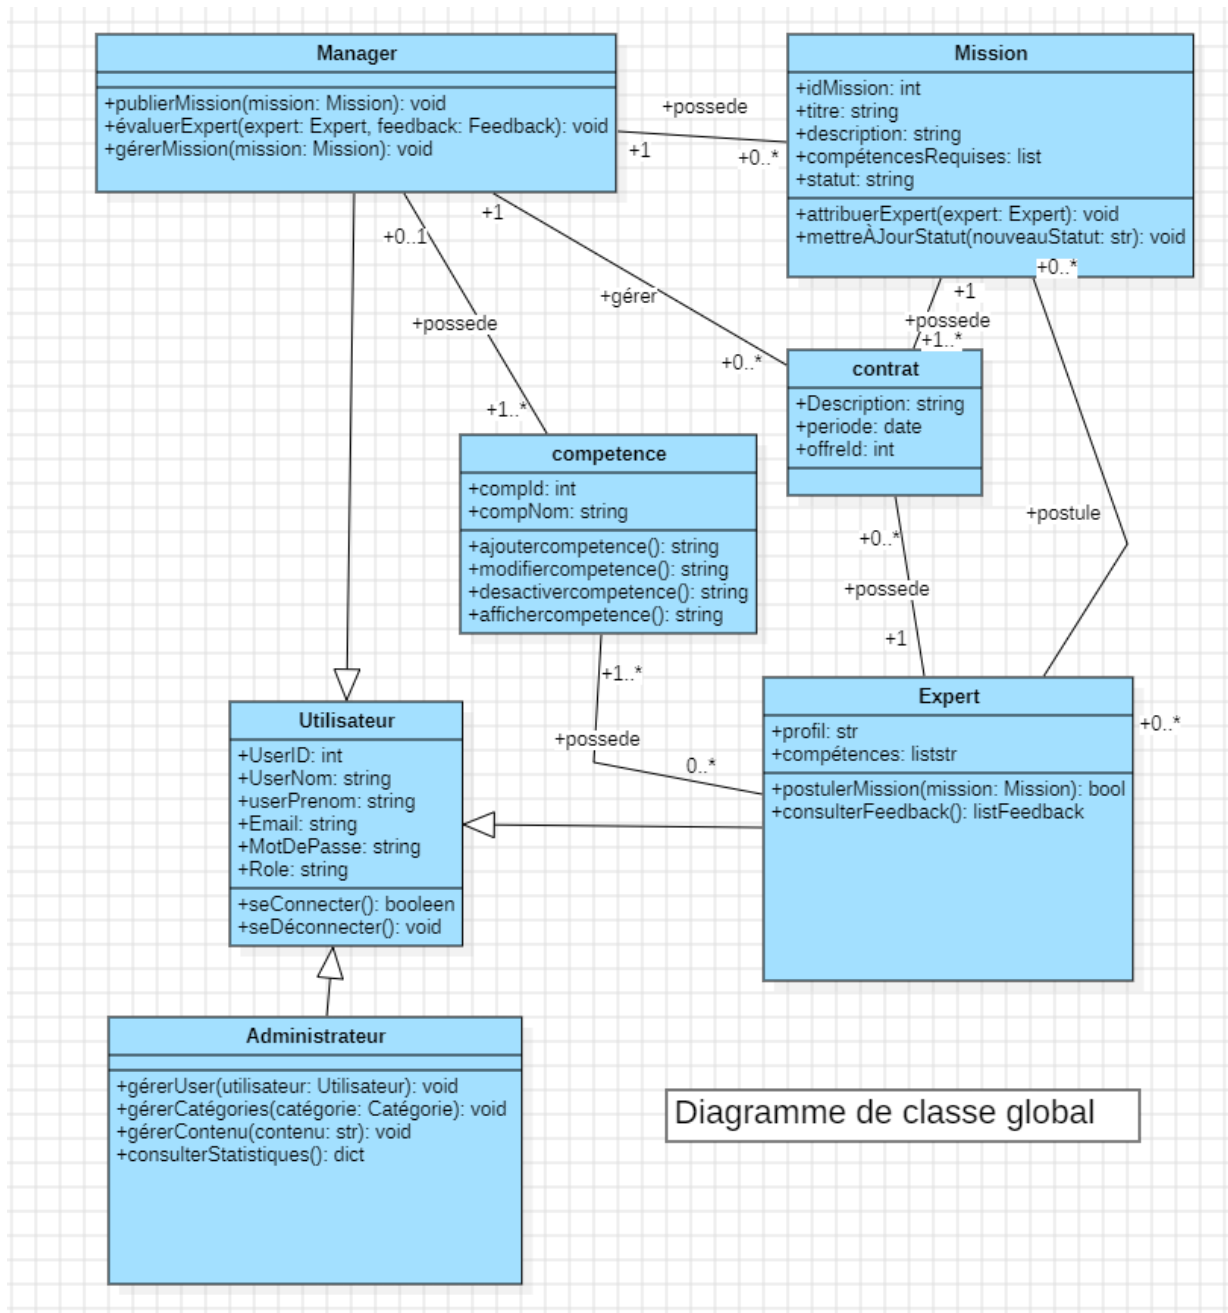 Manager
+publierMission(mission: Mission): void
+évaluerExpert(expert: Expert, feedback: Feedback): void
+gérerMission(mission: Mission): void
+possede
+1
+0..*
Mission
+idMission: int
+titre: string
+description: string
+compétencesRequises: list
+statut: string
+attribuerExpert(expert: Expert): void
+mettreÀJourStatut(nouveauStatut: str): void
+0..1
+possede
+1..*
+1
+gérer
+0..*
+1
+possede
+1..*
+0..*
+postule
+0..*
contrat
+Description: string
+periode: date
+offreId: int
+0..*
+possede
+1
competence
+compId: int
+compNom: string
+ajoutercompetence(): string
+modifiercompetence(): string
+desactivercompetence(): string
+affichercompetence(): string
+1..*
+possede
0..*
Expert
+profil: str
+compétences: liststr
+postulerMission(mission: Mission): bool
+consulterFeedback(): listFeedback
Utilisateur
+UserID: int
+UserNom: string
+userPrenom: string
+Email: string
+MotDePasse: string
+Role: string
+seConnecter(): booleen
+seDéconnecter(): void
Administrateur
+gérerUser(utilisateur: Utilisateur): void
+gérerCatégories(catégorie: Catégorie): void
+gérerContenu(contenu: str): void
+consulterStatistiques(): dict
Diagramme de classe global